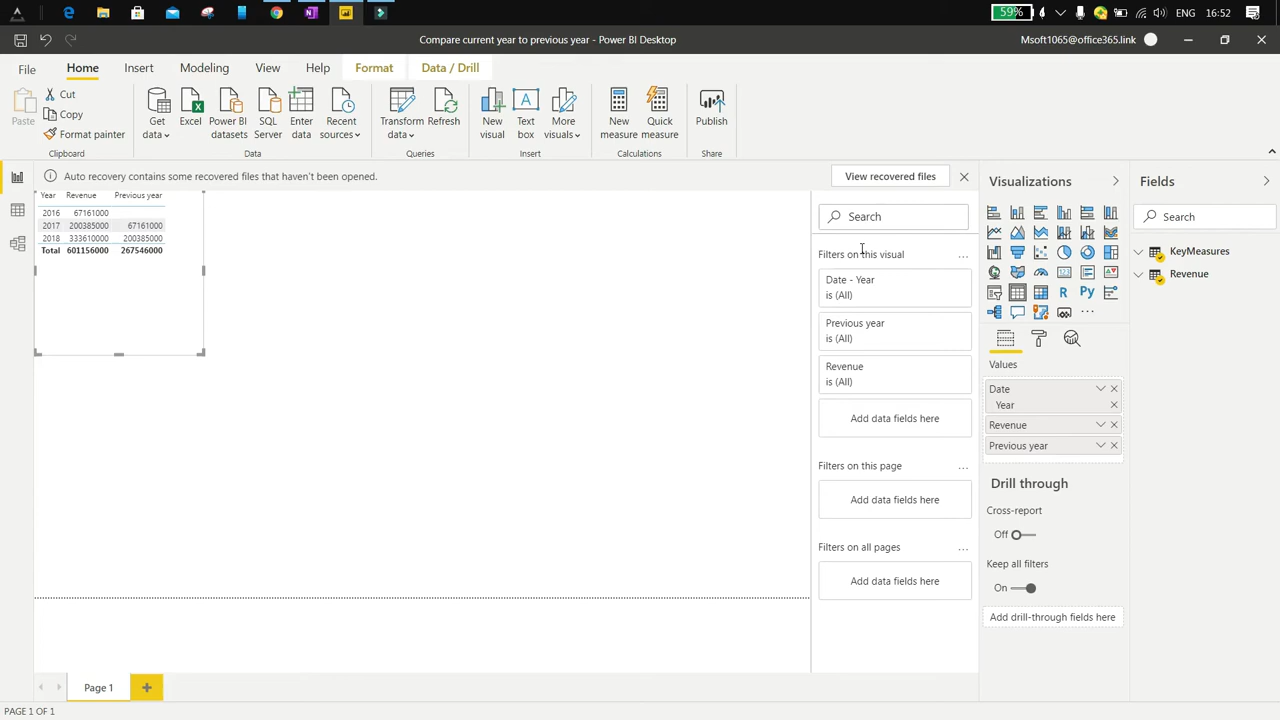 59%
ENG
16:52
Compare current year to previous year - Power BI Desktop
Msoft1065@office365.link
File
Home
Insert
Modeling
View
Help
Format
Data / Drill
Paste
Cut
Copy
Format painter
Clipboard
Get data
Excel
Power BI datasets
SQL Server
Enter data
Recent sources
Data
Transform data
Refresh
Queries
New visual
Text box
More visuals
Insert
New measure
Quick measure
Calculations
Publish
Share
Auto recovery contains some recovered files that haven't been opened.
View recovered files
Year Revenue Previous year
2016 67161000
2017 200385000 67161000
2018 333610000 200385000
Total 601156000 267546000
Search
Filters on this visual
...
Date - Year
is (All)
Previous year
is (All)
Revenue
is (All)
Add data fields here
Filters on this page
...
Add data fields here
Filters on all pages
...
Add data fields here
Visualizations
R
Py
...
Values
Date
Year
Revenue
Previous year
Drill through
Cross-report
Off
Keep all filters
On
Add drill-through fields here
Fields
Search
KeyMeasures
Revenue
Page 1
PAGE 1 OF 1